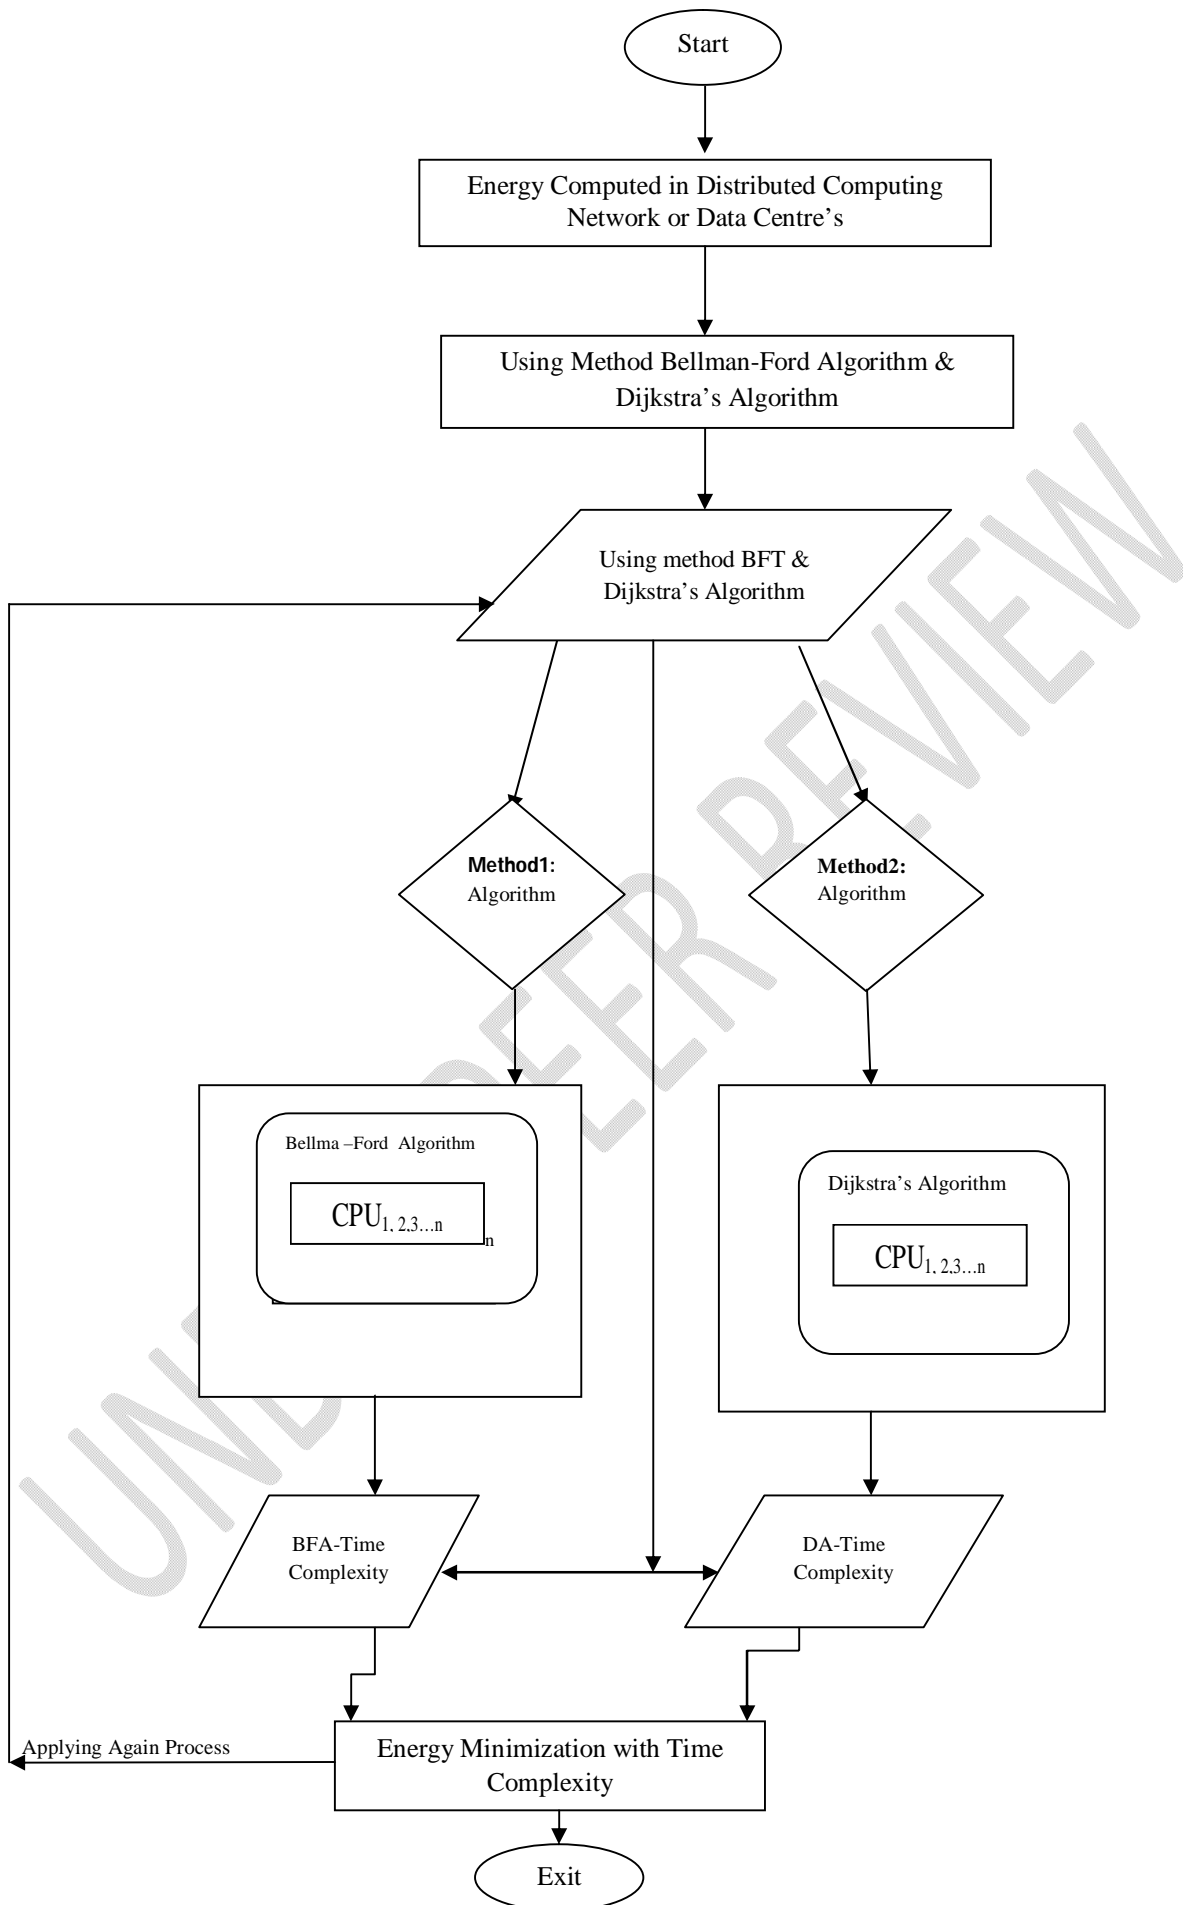 Start
Energy Computed in Distributed Computing
Network or Data Centre's
Using Method Bellman-Ford Algorithm &
Dijkstra's Algorithm
Using method BFT &
Dijkstra's Algorithm
Method1:
Algorithm
Method2:
Algorithm
Bellma –Ford Algorithm
CPU1, 2,3…n
n
Dijkstra's Algorithm
CPU1, 2,3…n
BFA-Time
Complexity
DA-Time
Complexity
Applying Again Process
Energy Minimization with Time
Complexity
Exit
PEER REVIEW